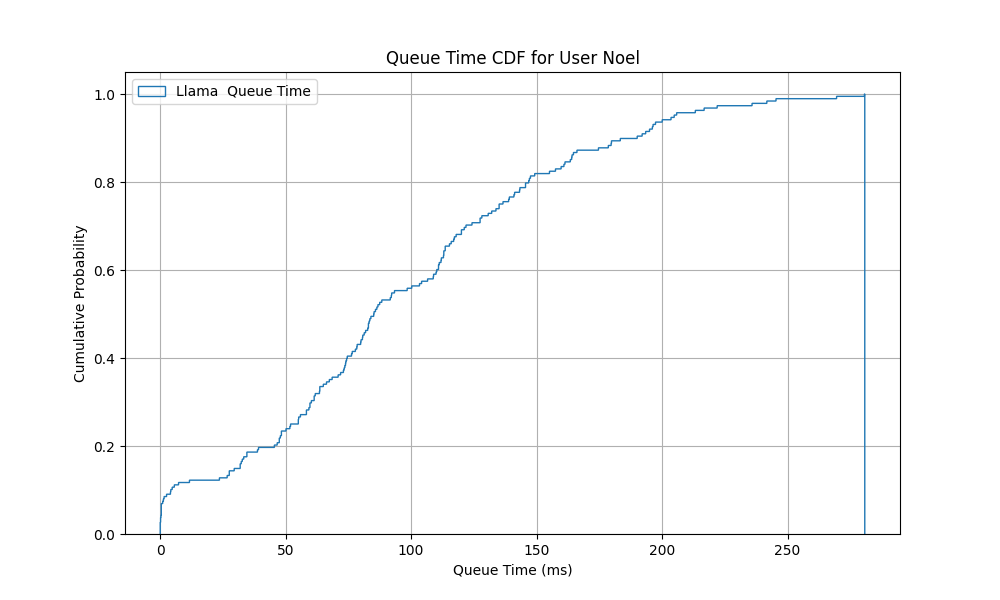 Queue Time CDF for User Noel
Llama  Queue Time
1.0
0.8
0.6
0.4
0.2
0.0
Cumulative Probability
0 50 100 150 200 250
Queue Time (ms)